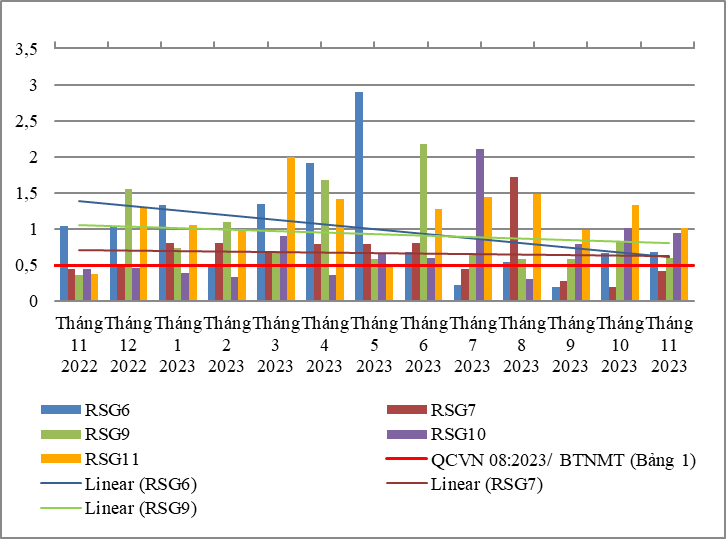 3,5
3
2,5
2
1,5
1
0,5
0
Tháng Tháng Tháng Tháng Tháng Tháng Tháng Tháng Tháng Tháng Tháng Tháng
11 12 1 2 3 4 5 6 7 8 9 10 11
2022 2022 2023 2023 2023 2023 2023 2023 2023 2023 2023 2023 2023
RSG6 RSG7
RSG9 RSG10
RSG11 QCVN 08:2023/ BTNMT (Bảng 1)
Linear (RSG6) Linear (RSG7)
Linear (RSG9)